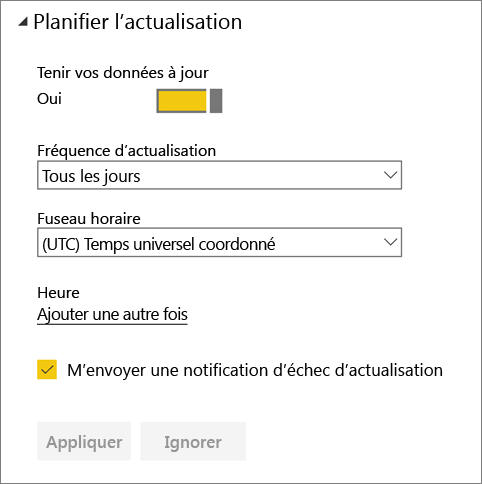 Planifier l’actualisation
Tenir vos données à jour
Oui
Fréquence d’actualisation
Tous les jours
Fuseau horaire
(UTC) Temps universel coordonné
Heure
Ajouter une autre fois
M’envoyer une notification d’échec d’actualisation
Appliquer Ignorer